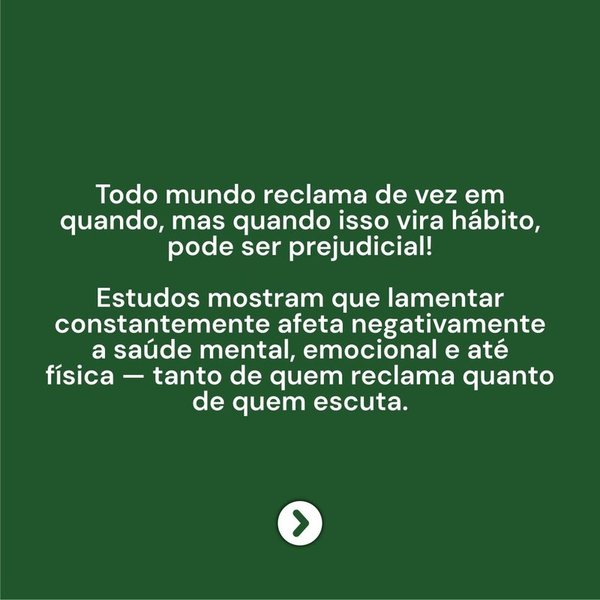 Todo mundo reclama de vez em
quando, mas quando isso vira hábito,
pode ser prejudicial!
Estudos mostram que lamentar
constantemente afeta negativamente
a saúde mental, emocional e até
física — tanto de quem reclama quanto
de quem escuta.